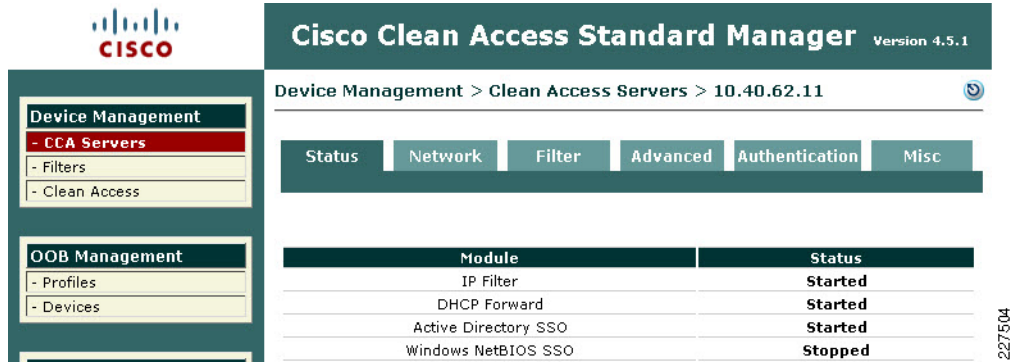 CISCO
Cisco Clean Access Standard Manager Version 4.5.1
Device Management > Clean Access Servers > 10.40.62.11
Device Management
- CCA Servers
- Filters
- Clean Access
OOB Management
- Profiles
- Devices
Status Network Filter Advanced Authentication Misc
Module Status
IP Filter Started
DHCP Forward Started
Active Directory SSO Started
Windows NetBIOS SSO Stopped
227504